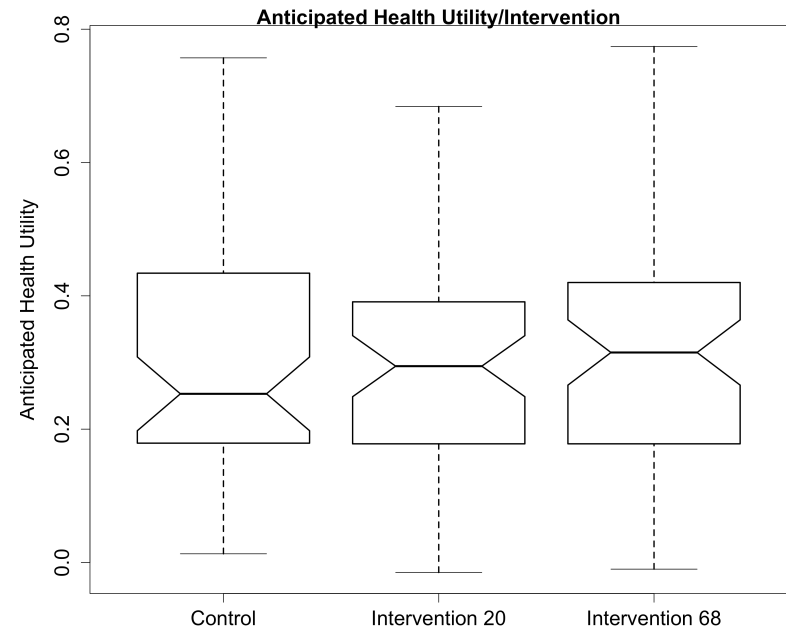 Anticipated Health Utility/Intervention
Anticipated Health Utility
0.8
0.6
0.4
0.2
0.0
Control
Intervention 20
Intervention 68